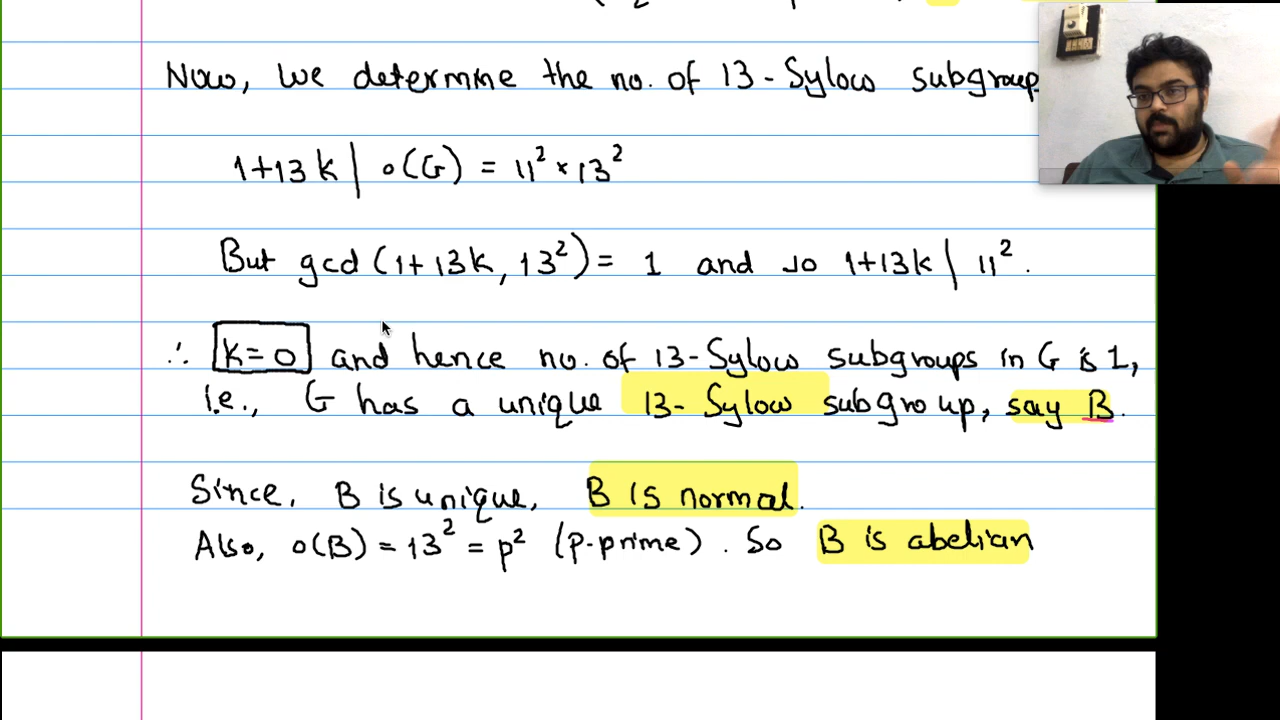 Now, we determine the no. of 13-Sylow subgroups
1+13k | o(G) = 11² × 13²
But gcd (1+13k, 13²) = 1 and so 1+13k | 11².
∴ k=0 and hence no. of 13-Sylow subgroups in G is 1,
i.e., G has a unique 13-Sylow subgroup, say B.
Since, B is unique, B is normal.
Also, o(B) = 13² = p² (p-prime). So B is abelian